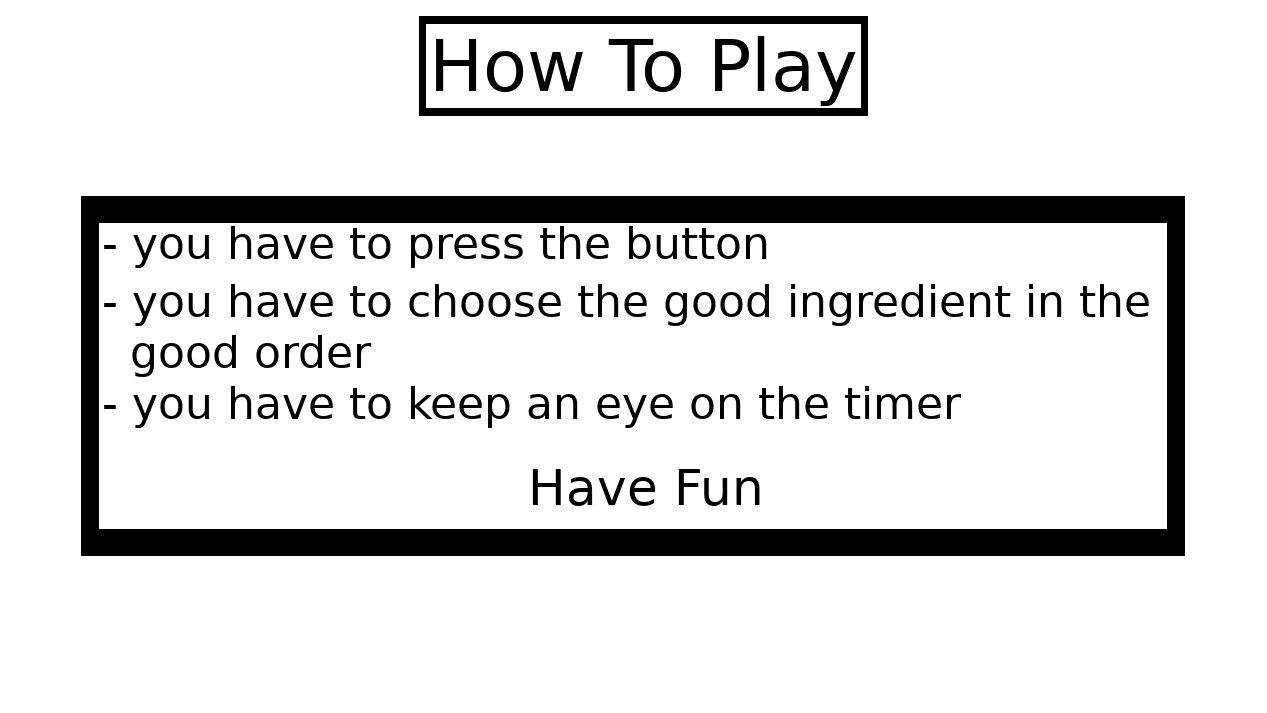 How To Play
- you have to press the button
- you have to choose the good ingredient in the
good order
- you have to keep an eye on the timer
Have Fun